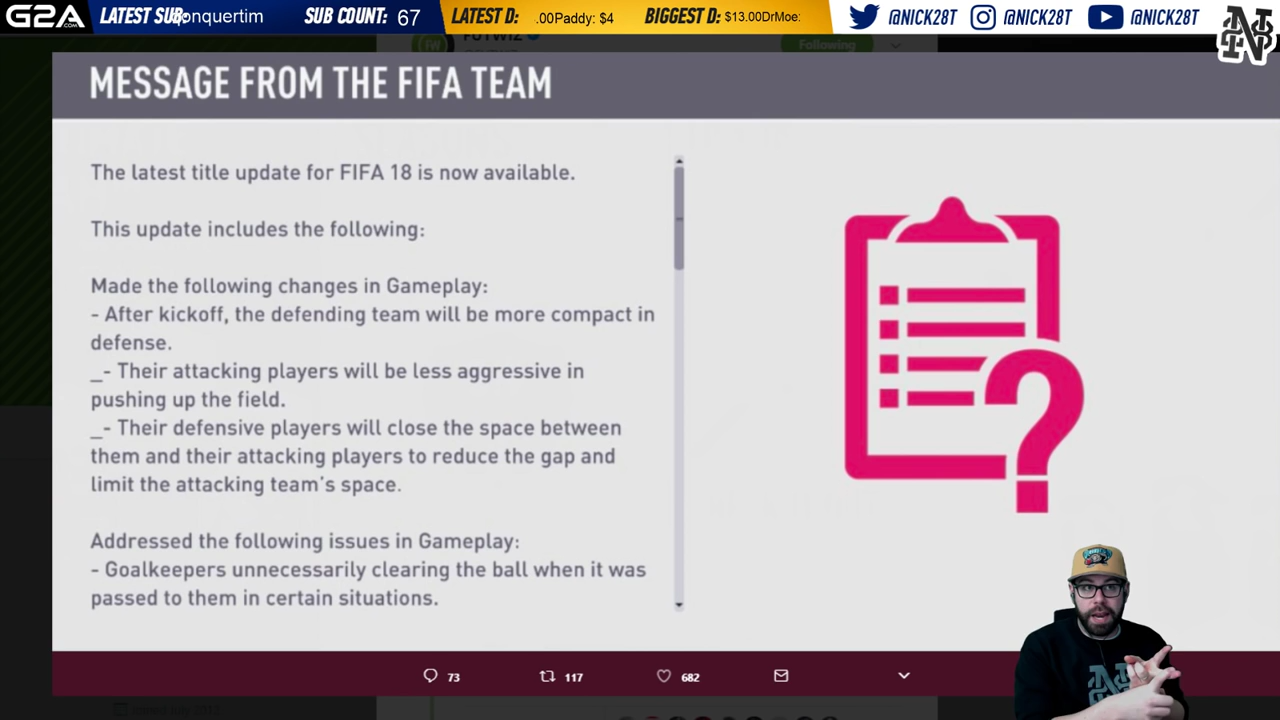 G2A .COM LATEST SUB: onquertim SUB COUNT: 67 LATEST D: .00Paddy: $4 BIGGEST D: $13.00DrMoe: @NICK28T @NICK28T @NICK28T
FW FUTWIZ Following
MESSAGE FROM THE FIFA TEAM
The latest title update for FIFA 18 is now available.
This update includes the following:
Made the following changes in Gameplay:
- After kickoff, the defending team will be more compact in
defense.
_- Their attacking players will be less aggressive in
pushing up the field.
_- Their defensive players will close the space between
them and their attacking players to reduce the gap and
limit the attacking team's space.
Addressed the following issues in Gameplay:
- Goalkeepers unnecessarily clearing the ball when it was
passed to them in certain situations.
73 117 682